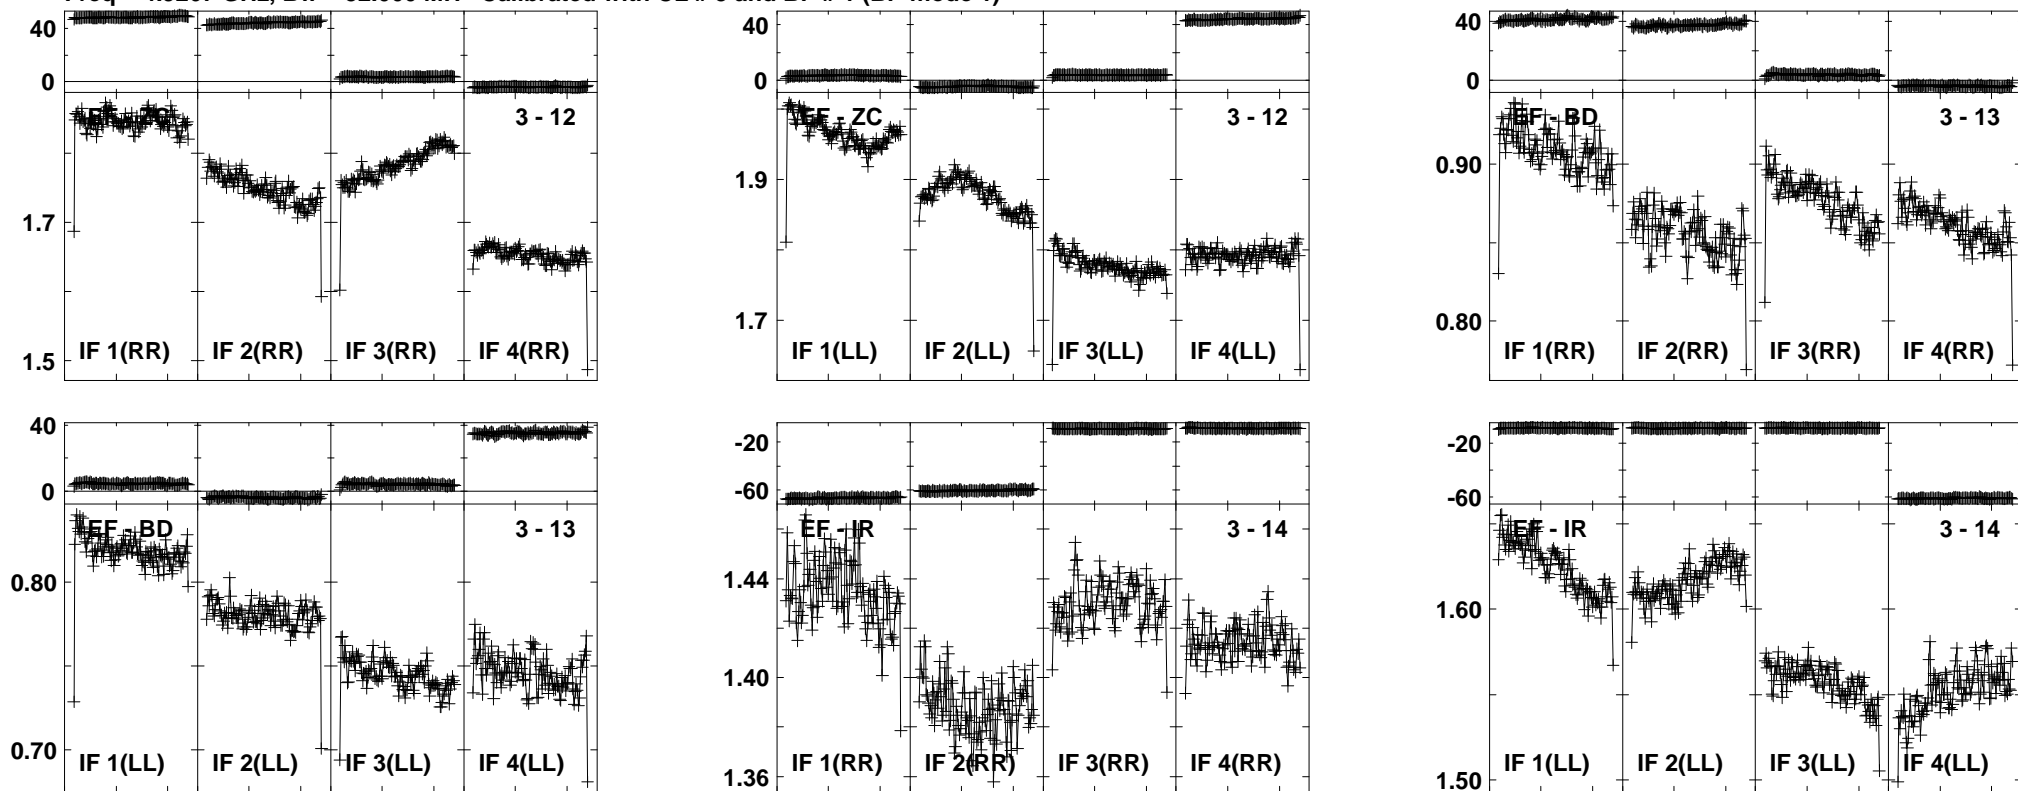 40
0
EF - ZC
3 - 12
1.7
1.5
IF 1(RR)
IF 2(RR)
IF 3(RR)
IF 4(RR)
40
0
EF - ZC
3 - 12
1.9
1.7
IF 1(LL)
IF 2(LL)
IF 3(LL)
IF 4(LL)
40
0
EF - BD
3 - 13
0.90
0.80
IF 1(RR)
IF 2(RR)
IF 3(RR)
IF 4(RR)
40
0
EF - BD
3 - 13
0.80
0.70
IF 1(LL)
IF 2(LL)
IF 3(LL)
IF 4(LL)
-20
-60
EF - IR
3 - 14
1.44
1.40
1.36
IF 1(RR)
IF 2(RR)
IF 3(RR)
IF 4(RR)
-20
-60
EF - IR
3 - 14
1.60
1.50
IF 1(LL)
IF 2(LL)
IF 3(LL)
IF 4(LL)